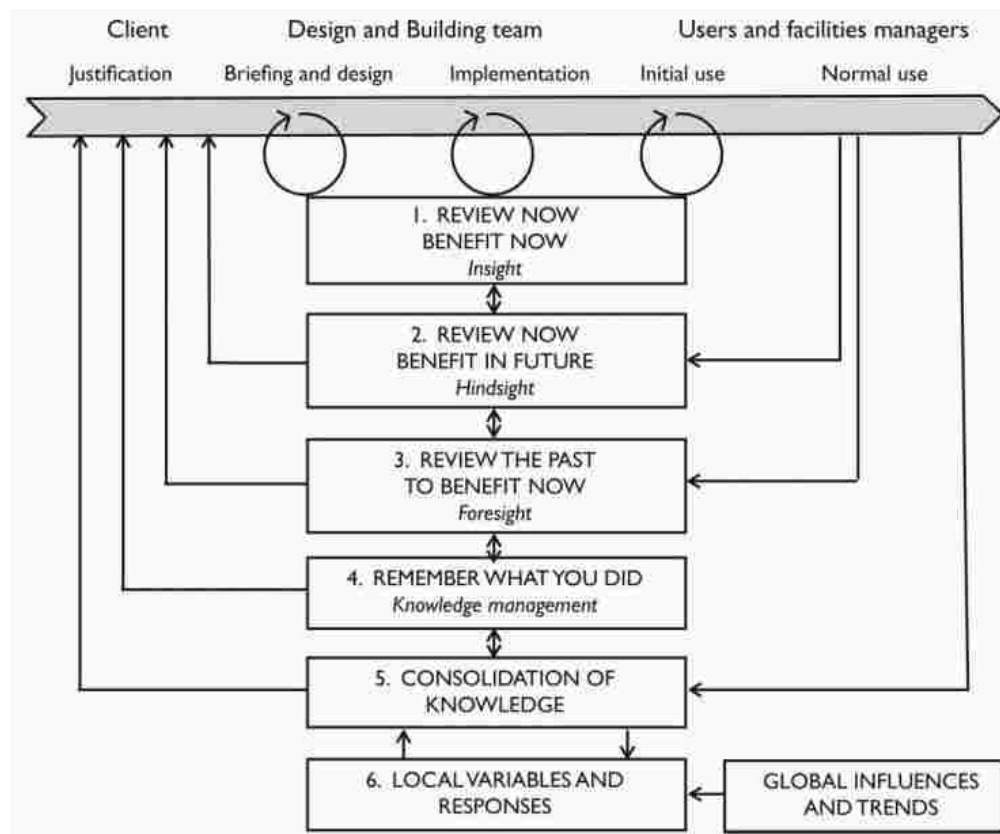 Client Design and Building team Users and facilities managers
Justification Briefing and design Implementation Initial use Normal use
1. REVIEW NOW
BENEFIT NOW
Insight
2. REVIEW NOW
BENEFIT IN FUTURE
Hindsight
3. REVIEW THE PAST
TO BENEFIT NOW
Foresight
4. REMEMBER WHAT YOU DID
Knowledge management
5. CONSOLIDATION OF
KNOWLEDGE
6. LOCAL VARIABLES AND
RESPONSES
GLOBAL INFLUENCES
AND TRENDS